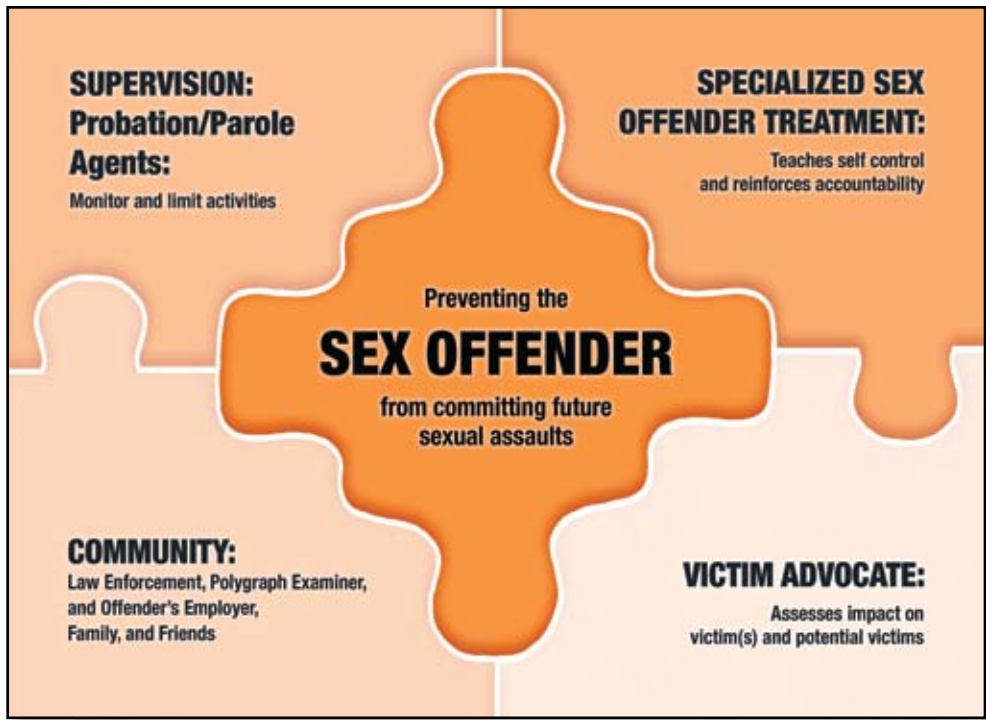 SUPERVISION:
Probation/Parole
Agents:
Monitor and limit activities
SPECIALIZED SEX
OFFENDER TREATMENT:
Teaches self control
and reinforces accountability
Preventing the
SEX OFFENDER
from committing future
sexual assaults
COMMUNITY:
Law Enforcement, Polygraph Examiner,
and Offender's Employer,
Family, and Friends
VICTIM ADVOCATE:
Assesses impact on
victim(s) and potential victims